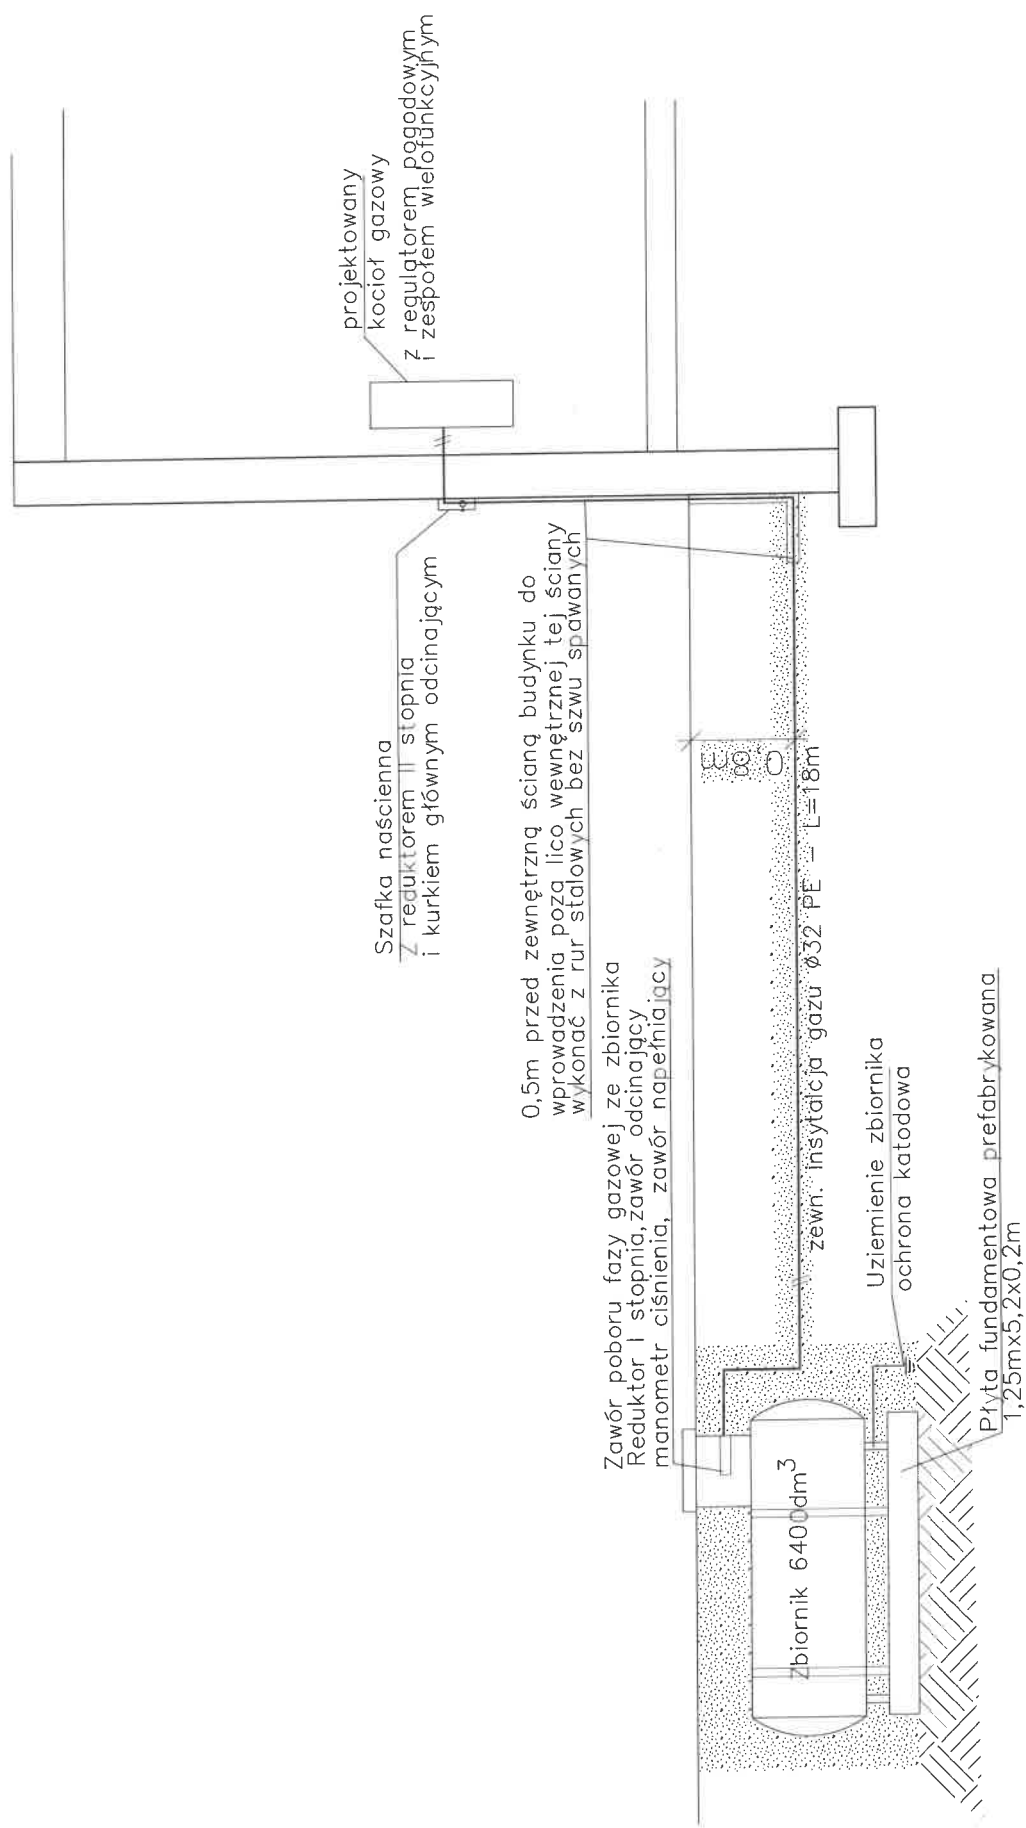 projektowany
kocioł gazowy
z regulatorem pogodowym
i zespołem wielofunkcyjnym
Szafka naścienna
z reduktorem II stopnia
i kurkiem głównym odcinającym
0,5m przed zewnętrzną ścianą budynku do
wprowadzenia poza lico wewnętrznej tej ściany
wykonać z rur stalowych bez szwu spawanych
Zawór poboru fazy gazowej ze zbiornika
Reduktor I stopnia, zawór odcinający
manometr ciśnienia, zawór napełniający
0,8m
zewn. insytalcja gazu ø32 PE – L=18m
Uziemienie zbiornika
ochrona katodowa
Zbiornik 6400dm³
Płyta fundamentowa prefabrykowana
1,25mx5,2x0,2m